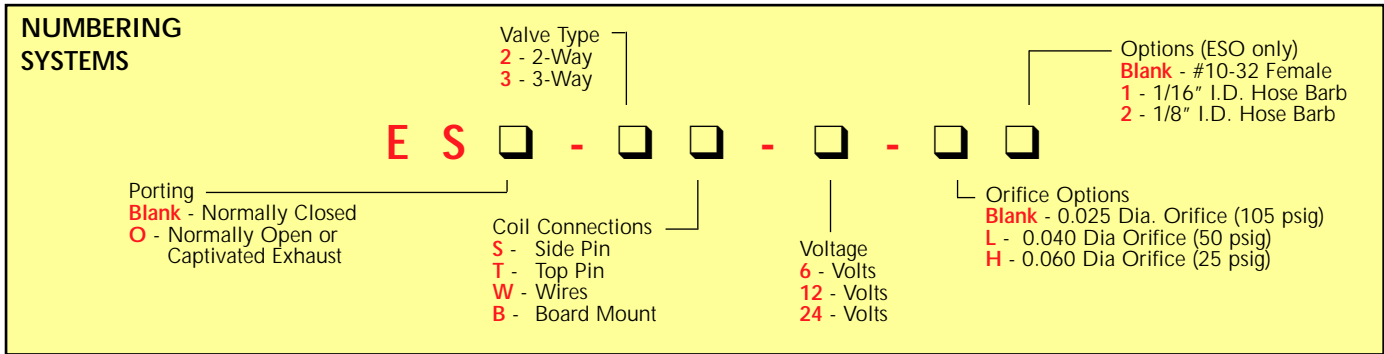 NUMBERING
SYSTEMS
Valve Type
2 - 2-Way
3 - 3-Way
Options (ESO only)
Blank - #10-32 Female
1 - 1/16" I.D. Hose Barb
2 - 1/8" I.D. Hose Barb
E S ❑ - ❑ ❑ - ❑ - ❑ ❑
Porting
Blank - Normally Closed
O - Normally Open or
Captivated Exhaust
Coil Connections
S - Side Pin
T - Top Pin
W - Wires
B - Board Mount
Voltage
6 - Volts
12 - Volts
24 - Volts
Orifice Options
Blank - 0.025 Dia. Orifice (105 psig)
L - 0.040 Dia Orifice (50 psig)
H - 0.060 Dia Orifice (25 psig)